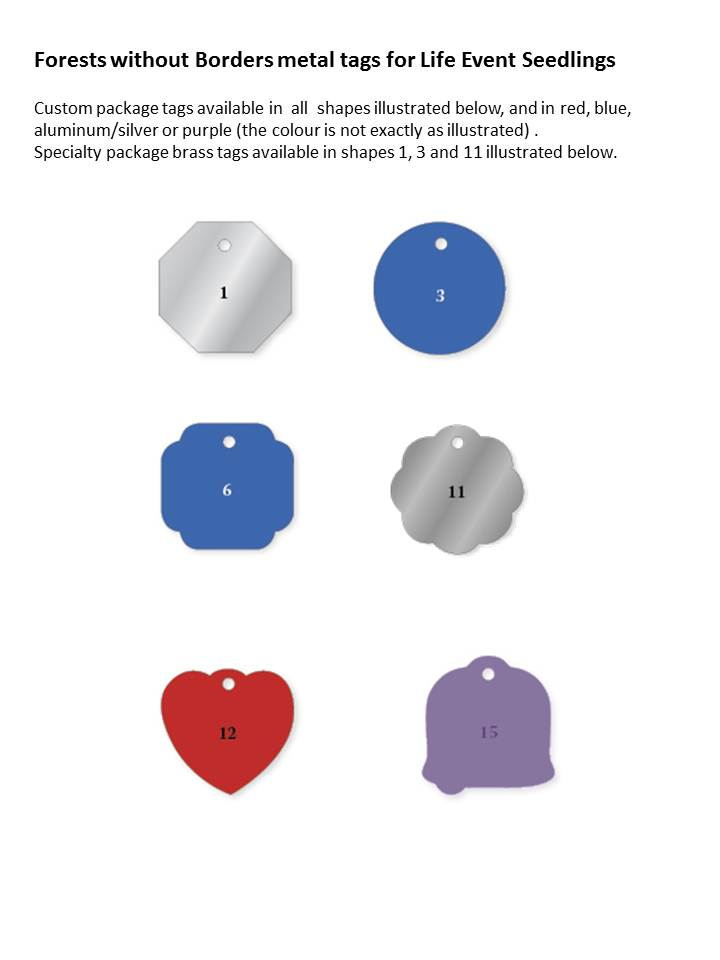 Forests without Borders metal tags for Life Event Seedlings
Custom package tags available in all shapes illustrated below, and in red, blue,
aluminum/silver or purple (the colour is not exactly as illustrated) .
Specialty package brass tags available in shapes 1, 3 and 11 illustrated below.
1
3
6
11
12
15